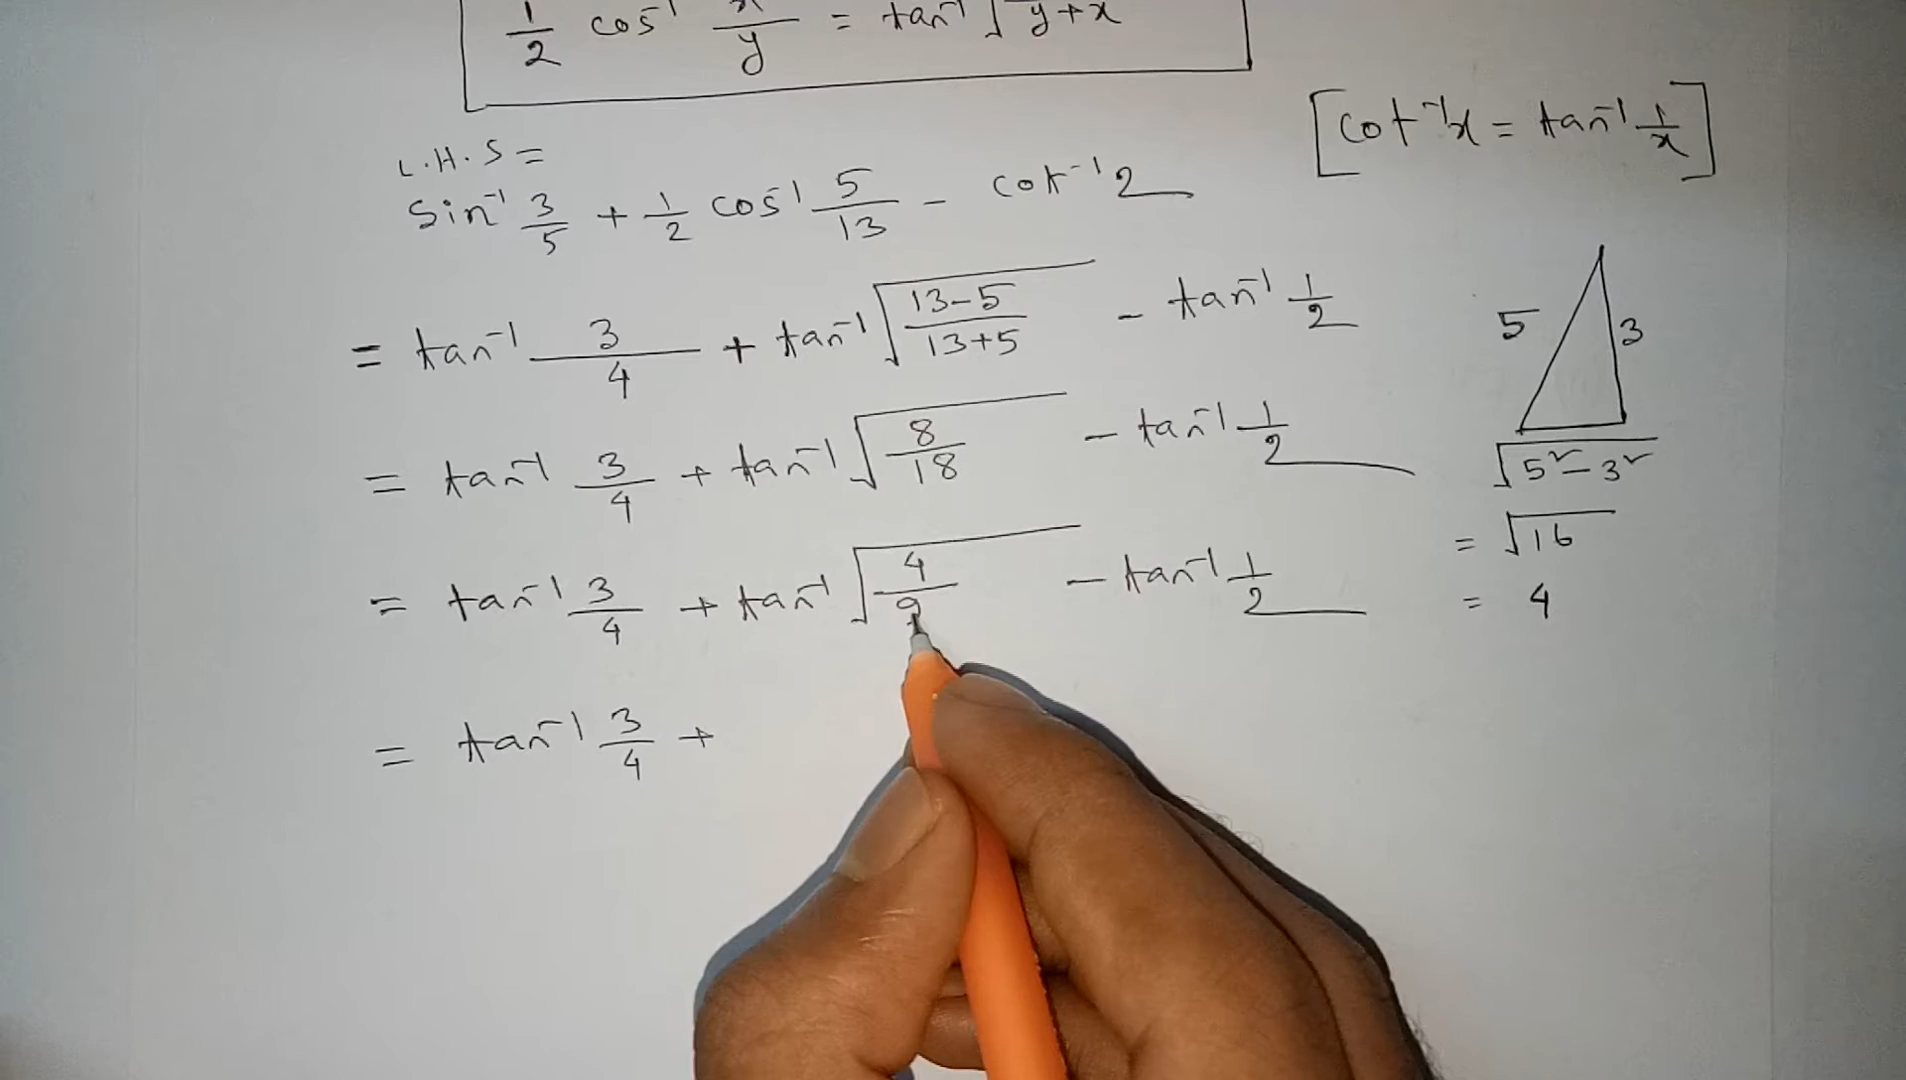 1/2 cos⁻¹ x/y = tan⁻¹ √ y+x
[cot⁻¹x = tan⁻¹ 1/x]
L.H.S =
Sin⁻¹ 3/5 + 1/2 cos⁻¹ 5/13 - cot⁻¹ 2
= tan⁻¹ 3/4 + tan⁻¹ √(13-5/13+5) - tan⁻¹ 1/2
= tan⁻¹ 3/4 + tan⁻¹ √(8/18) - tan⁻¹ 1/2
= tan⁻¹ 3/4 + tan⁻¹ √(4/9) - tan⁻¹ 1/2
= tan⁻¹ 3/4 +
5 3
√(5²-3²)
= √16
= 4